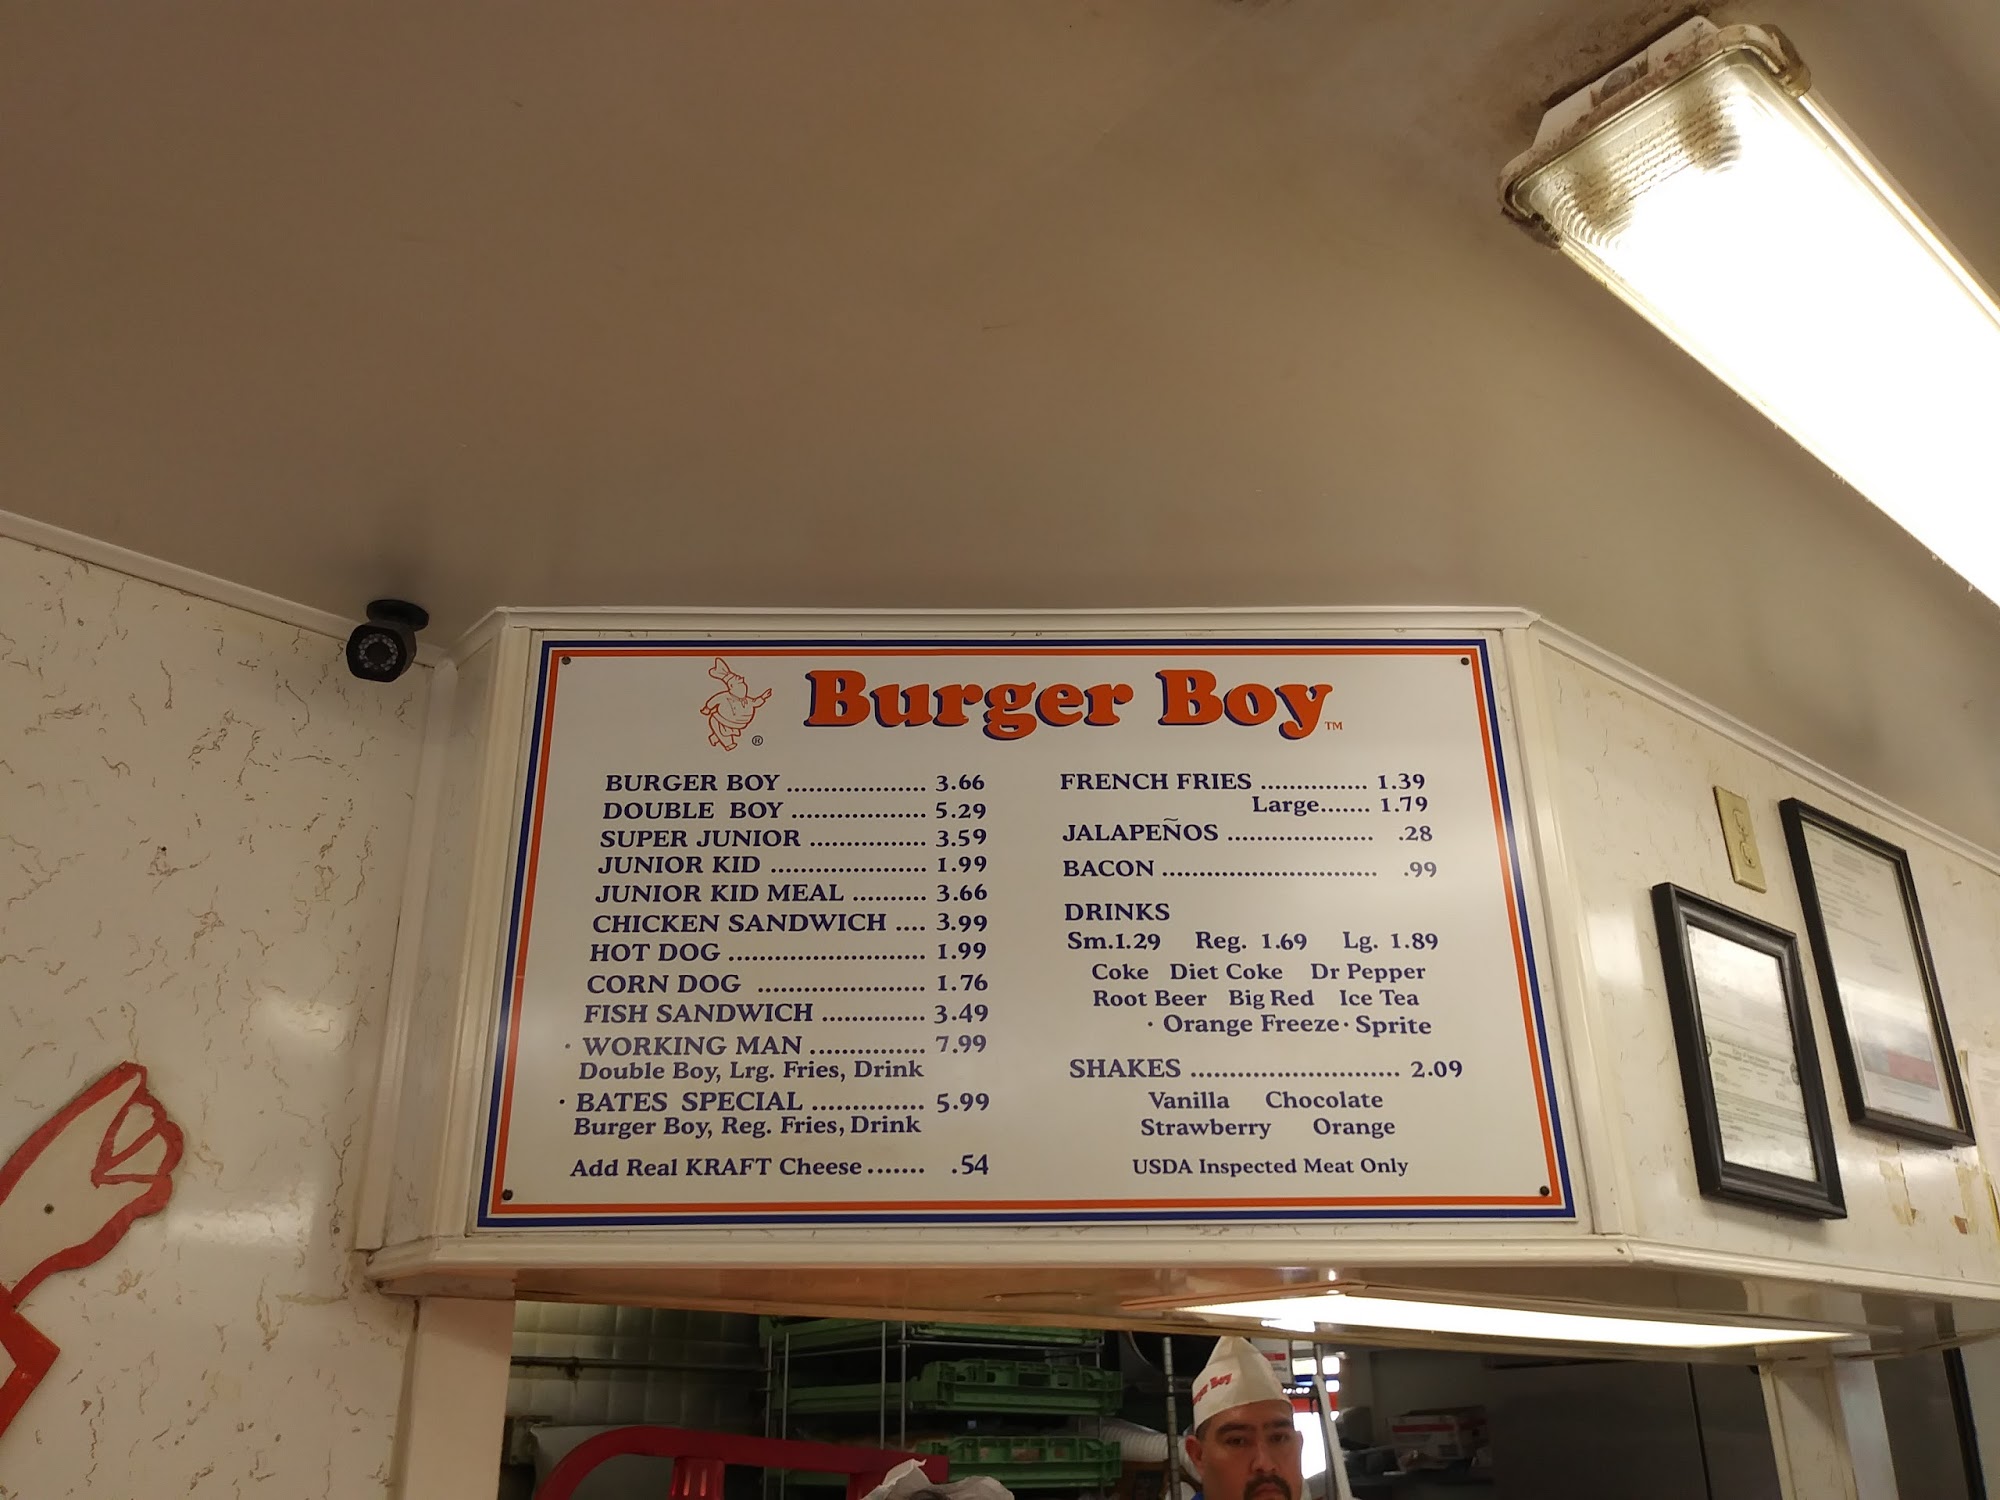 Burger Boy™
®
BURGER BOY .................... 3.66
DOUBLE BOY ................... 5.29
SUPER JUNIOR ................ 3.59
JUNIOR KID ...................... 1.99
JUNIOR KID MEAL .......... 3.66
CHICKEN SANDWICH .... 3.99
HOT DOG ........................... 1.99
CORN DOG ....................... 1.76
FISH SANDWICH .............. 3.49
· WORKING MAN ................ 7.99
Double Boy, Lrg. Fries, Drink
· BATES SPECIAL ............... 5.99
Burger Boy, Reg. Fries, Drink
Add Real KRAFT Cheese ....... .54
FRENCH FRIES ............... 1.39
Large....... 1.79
JALAPEÑOS .................... .28
BACON .............................. .99
DRINKS
Sm.1.29 Reg. 1.69 Lg. 1.89
Coke Diet Coke Dr Pepper
Root Beer Big Red Ice Tea
· Orange Freeze · Sprite
SHAKES ............................ 2.09
Vanilla Chocolate
Strawberry Orange
USDA Inspected Meat Only
Boy